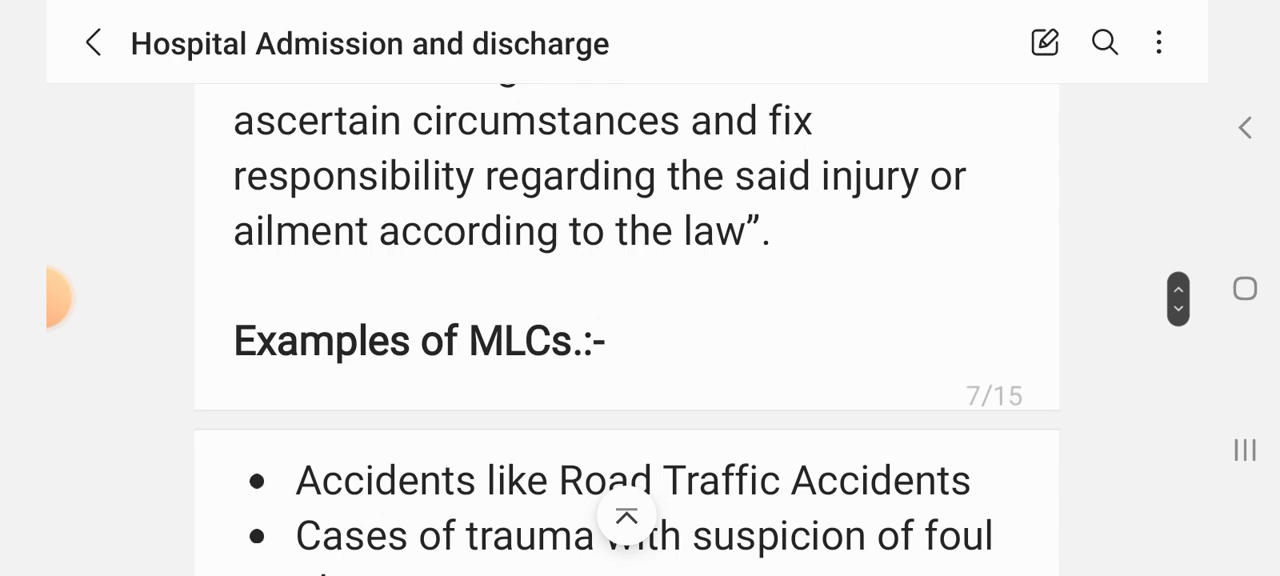 Hospital Admission and discharge
ascertain circumstances and fix
responsibility regarding the said injury or
ailment according to the law”.
Examples of MLCs.:-
7/15
• Accidents like Road Traffic Accidents
• Cases of trauma with suspicion of foul